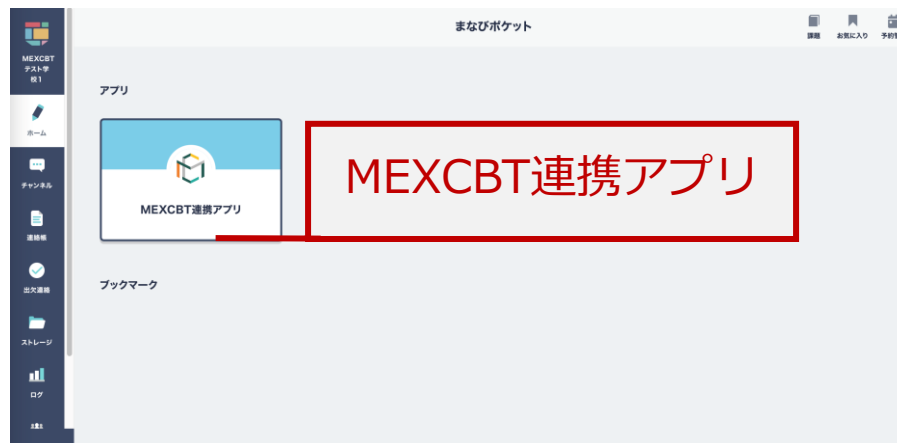 まなびポケット
課題
お気に入り
MEXCBT
テスト学
校1
ホーム
チャンネル
連絡帳
出欠連絡
ストレージ
ログ
アプリ
MEXCBT連携アプリ
MEXCBT連携アプリ
ブックマーク